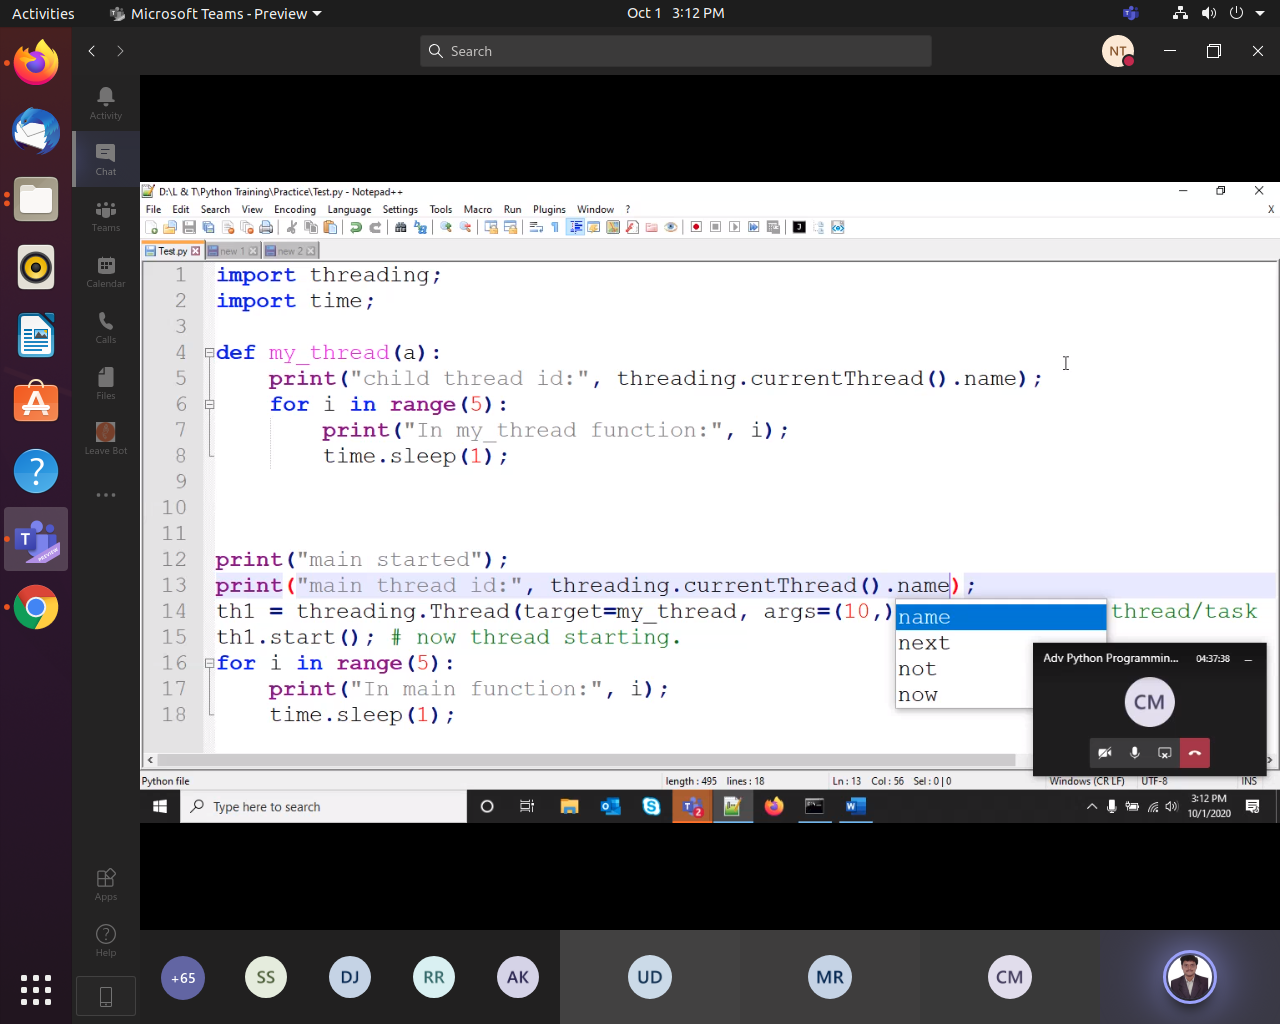 Activities
Microsoft Teams - Preview
Oct 1 3:12 PM
Search
NT
Activity
Chat
Teams
Calendar
Calls
Files
Leave Bot
Apps
Help
D:\L & T\Python Training\Practice\Test.py - Notepad++
File Edit Search View Encoding Language Settings Tools Macro Run Plugins Window ? X
Test.py new 1 new 2
1 import threading;
2 import time;
3
4 def my_thread(a):
5 print("child thread id:", threading.currentThread().name);
6 for i in range(5):
7 print("In my_thread function:", i);
8 time.sleep(1);
9
10
11
12 print("main started");
13 print("main thread id:", threading.currentThread().name);
14 th1 = threading.Thread(target=my_thread, args=(10,) thread/task
15 th1.start(); # now thread starting.
16 for i in range(5):
17 print("In main function:", i);
18 time.sleep(1);
name
next
not
now
Adv Python Programmin... 04:37:38
CM
Python file length : 495 lines : 18 Ln : 13 Col : 56 Sel : 0 | 0 Windows (CR LF) UTF-8 INS
Type here to search
2
3:12 PM
10/1/2020
+65 SS DJ RR AK UD MR CM